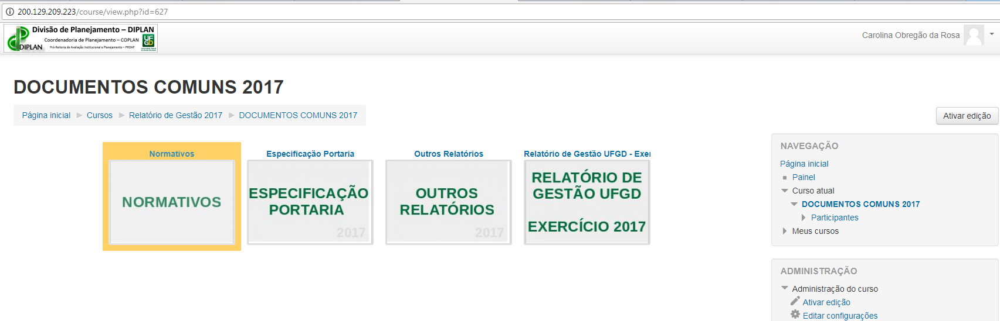 200.129.209.223/course/view.php?id=627
Divisão de Planejamento – DIPLAN
Coordenadoria de Planejamento – COPLAN
Pró-Reitoria de Avaliação Institucional e Planejamento – PROAP
DIPLAN
UF
GD
Carolina Obregão da Rosa
DOCUMENTOS COMUNS 2017
Página inicial Cursos Relatório de Gestão 2017 DOCUMENTOS COMUNS 2017
Ativar edição
Normativos
NORMATIVOS
Especificação Portaria
ESPECIFICAÇÃO
PORTARIA
2017
Outros Relatórios
OUTROS
RELATÓRIOS
2017
Relatório de Gestão UFGD - Exer
RELATÓRIO DE
GESTÃO UFGD
EXERCÍCIO 2017
NAVEGAÇÃO
Página inicial
Painel
Curso atual
DOCUMENTOS COMUNS 2017
Participantes
Meus cursos
ADMINISTRAÇÃO
Administração do curso
Ativar edição
Editar configurações